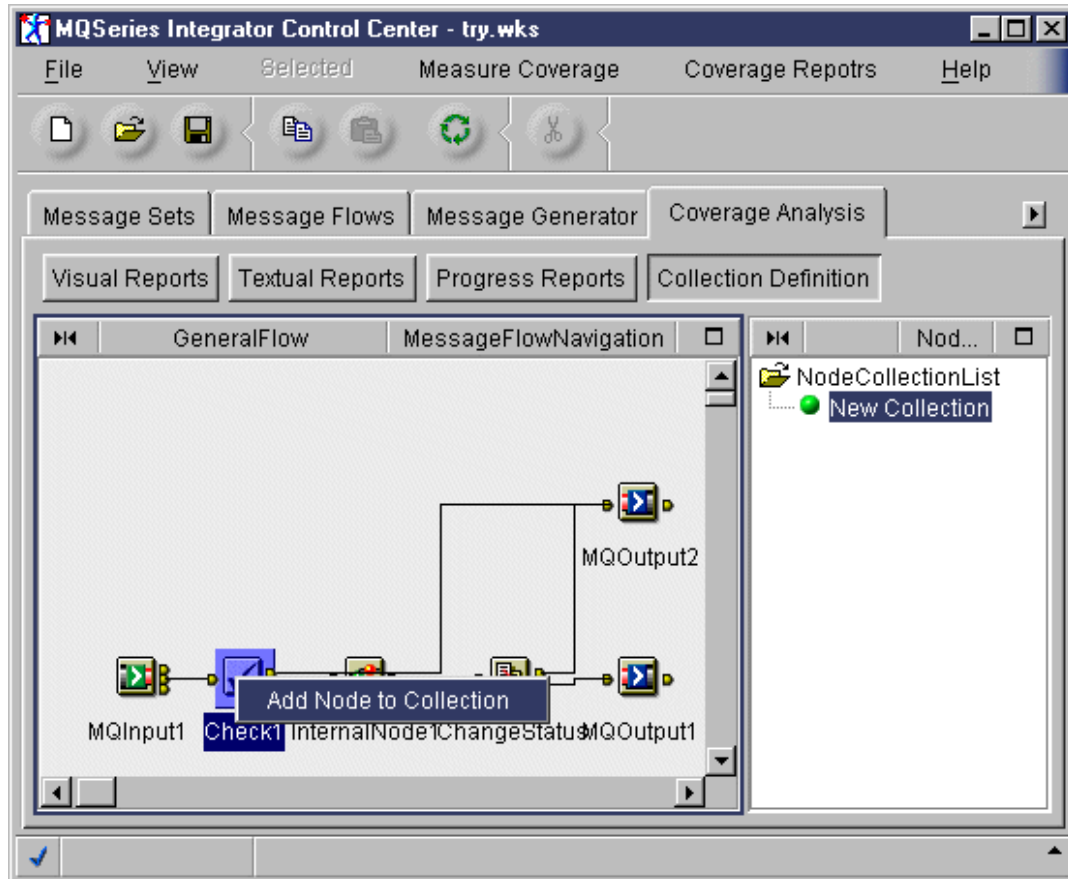 MQSeries Integrator Control Center - try.wks
File View Selected Measure Coverage Coverage Repotrs Help
Message Sets Message Flows Message Generator Coverage Analysis
Visual Reports Textual Reports Progress Reports Collection Definition
GeneralFlow MessageFlowNavigation Nod...
NodeCollectionList
New Collection
MQOutput2
Add Node to Collection
MQInput1 Check1 InternalNode1 ChangeStatus MQOutput1